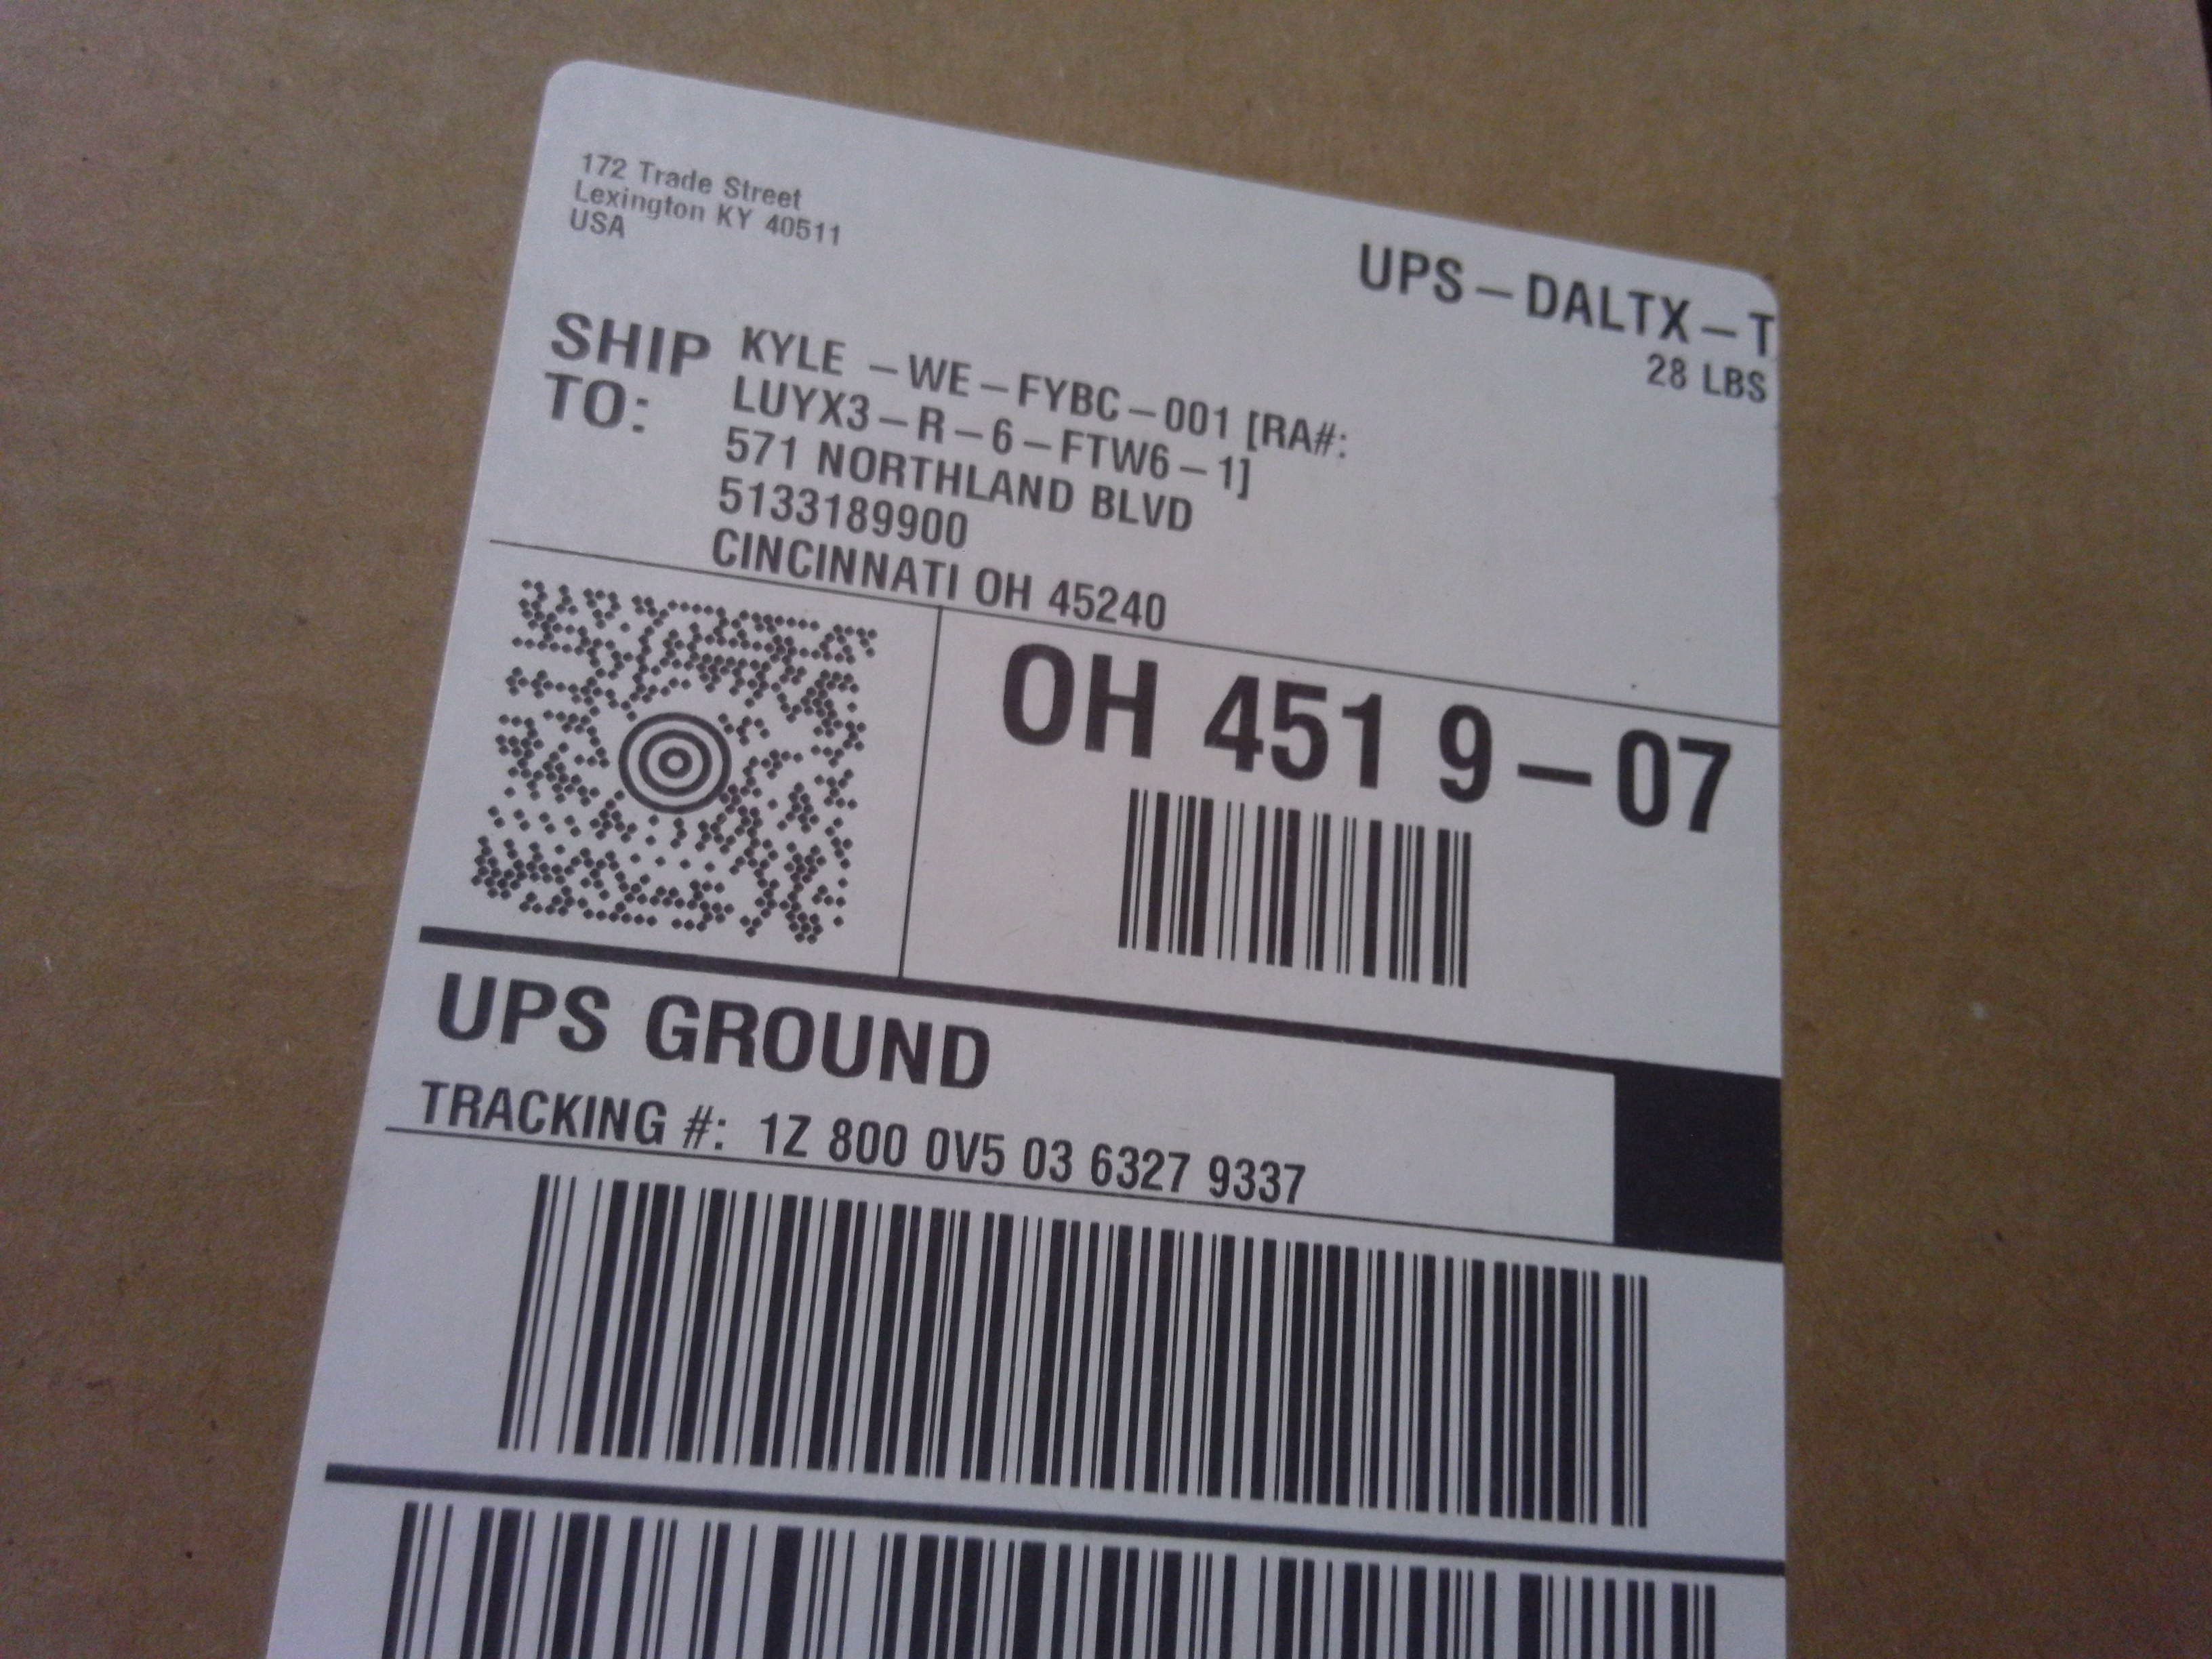 172 Trade Street
Lexington KY 40511
USA
UPS-DALTX-T
28 LBS
SHIP TO:
KYLE -WE-FYBC-001 [RA#:
LUYX3-R-6-FTW6-1]
571 NORTHLAND BLVD
5133189900
CINCINNATI OH 45240
OH 451 9-07
UPS GROUND
TRACKING #: 1Z 800 0V5 03 6327 9337